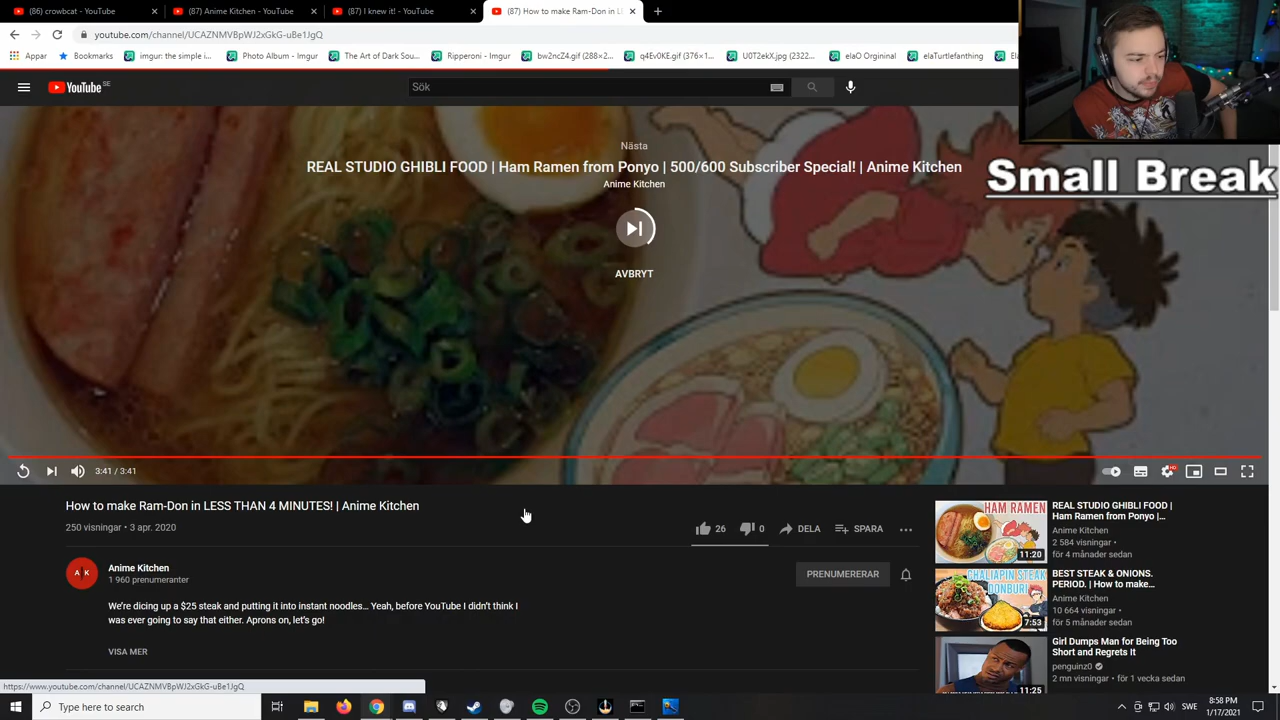 (86) crowbcat - YouTube
(87) Anime Kitchen - YouTube
(87) I knew it! - YouTube
(87) How to make Ram-Don in L
youtube.com/channel/UCAZNMVBpWJ2xGkG-uBe1JgQ
Appar
Bookmarks
imgur: the simple i...
Photo Album - Imgur
The Art of Dark Sou...
Ripperoni - Imgur
bw2ncZ4.gif (288×2...
q4Ev0KE.gif (376×1...
U0T2ekX.jpg (2322...
elaO Orgininal
elaTurtlefanthing
YouTube SE
Sök
Nästa
REAL STUDIO GHIBLI FOOD | Ham Ramen from Ponyo | 500/600 Subscriber Special! | Anime Kitchen
Anime Kitchen
AVBRYT
Small Break
3:41 / 3:41
HD
How to make Ram-Don in LESS THAN 4 MINUTES! | Anime Kitchen
250 visningar • 3 apr. 2020
26
0
DELA
SPARA
AK
Anime Kitchen
1 960 prenumeranter
PRENUMERERAR
We're dicing up a $25 steak and putting it into instant noodles... Yeah, before YouTube I didn't think I
was ever going to say that either. Aprons on, let's go!
VISA MER
HAM RAMEN
11:20
REAL STUDIO GHIBLI FOOD |
Ham Ramen from Ponyo |...
Anime Kitchen
2 584 visningar •
för 4 månader sedan
CHALIAPIN STEAK
DONBURI
7:53
BEST STEAK & ONIONS.
PERIOD. | How to make...
Anime Kitchen
10 664 visningar •
för 5 månader sedan
11:25
Girl Dumps Man for Being Too
Short and Regrets It
penguinz0
2 mn visningar • för 1 vecka sedan
https://www.youtube.com/channel/UCAZNMVBpWJ2xGkG-uBe1JgQ
Type here to search
SWE
8:58 PM
1/17/2021